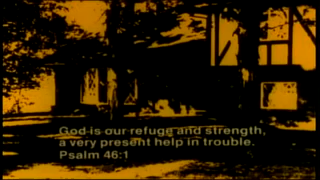 God is our refuge and strength,
a very present help in trouble.
Psalm 46:1